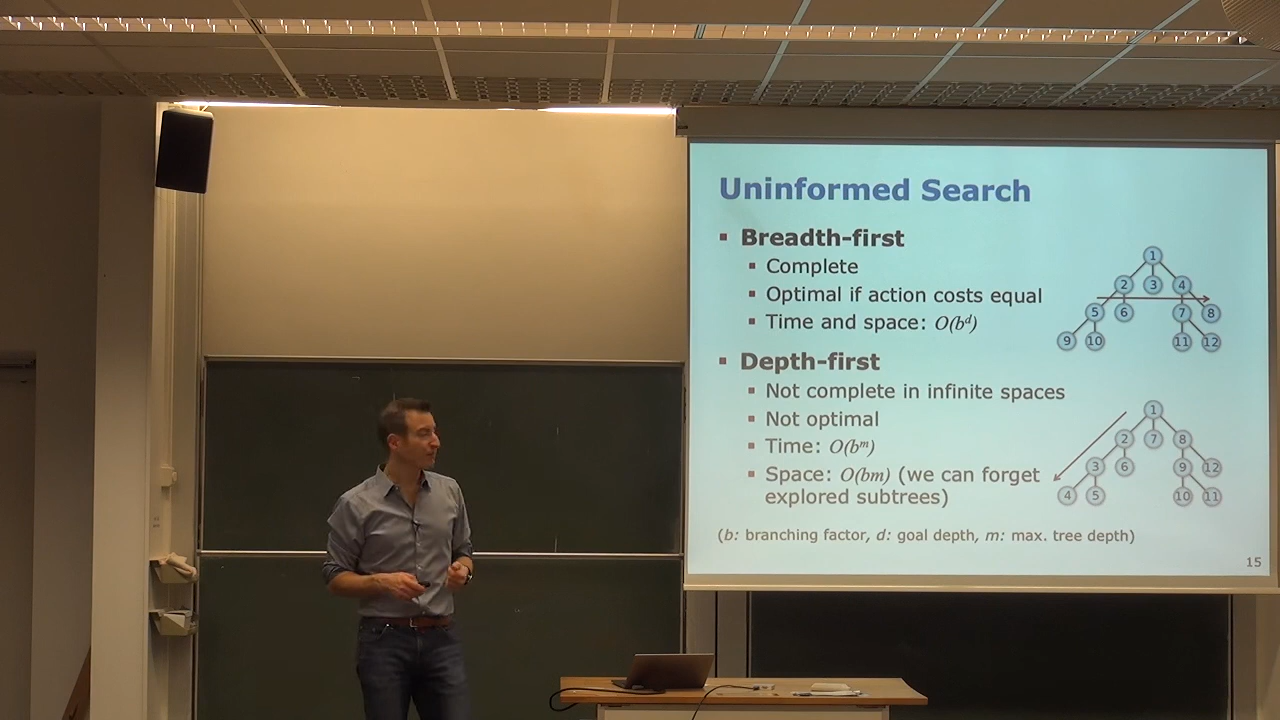 Uninformed Search
▪ Breadth-first
▪ Complete
▪ Optimal if action costs equal
▪ Time and space: O(b^d)
1
2 3 4
5 6 7 8
9 10 11 12
▪ Depth-first
▪ Not complete in infinite spaces
▪ Not optimal
▪ Time: O(b^m)
▪ Space: O(bm) (we can forget
explored subtrees)
1
2 7 8
3 6 9 12
4 5 10 11
(b: branching factor, d: goal depth, m: max. tree depth)
15